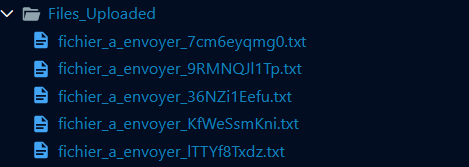 Files_Uploaded
fichier_a_envoyer_7cm6eyqmg0.txt
fichier_a_envoyer_9RMNQJl1Tp.txt
fichier_a_envoyer_36NZi1Eefu.txt
fichier_a_envoyer_KfWeSsmKni.txt
fichier_a_envoyer_lTTYf8Txdz.txt